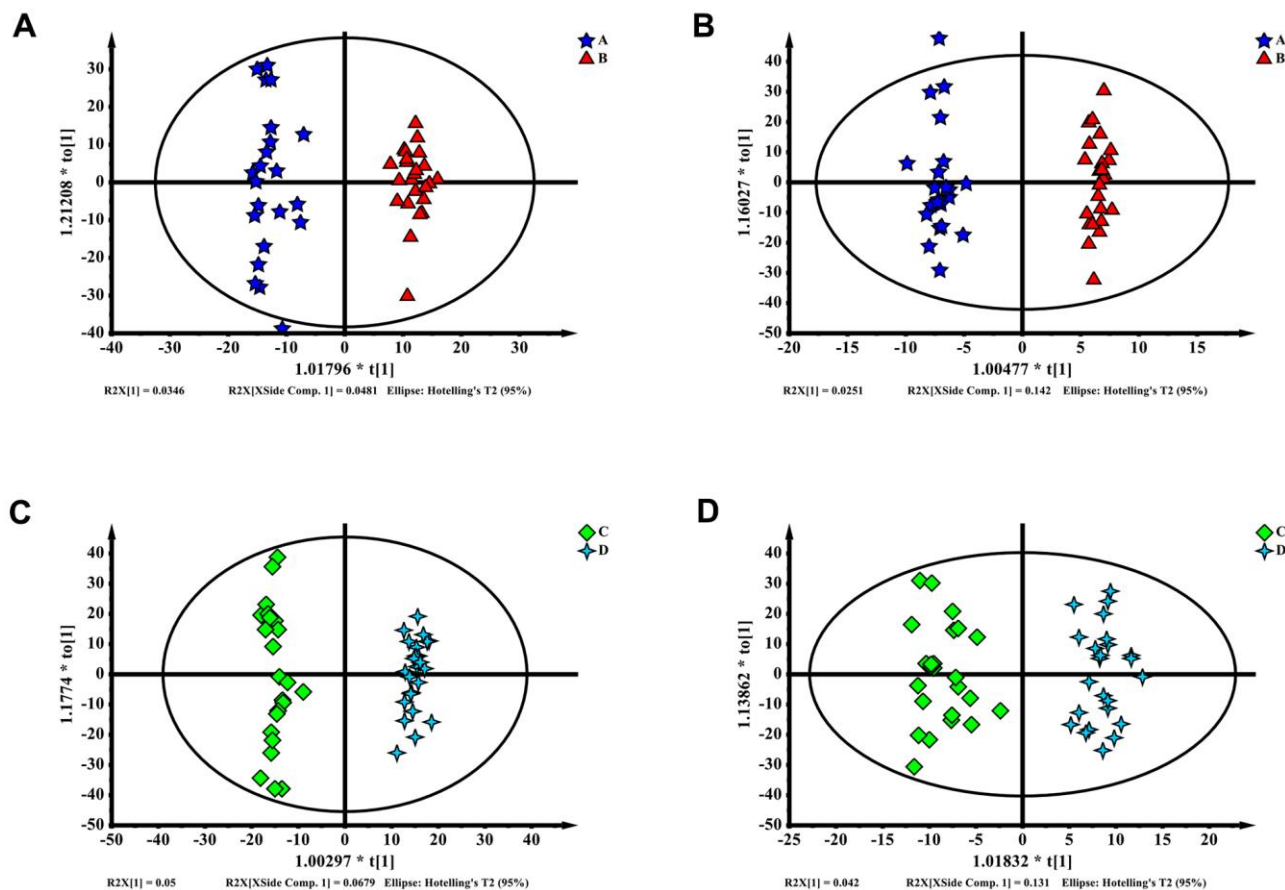 A
A
B
30
20
10
0
-10
-20
-30
-40
1.21208 * to[1]
-40 -30 -20 -10 0 10 20 30
1.01796 * t[1]
R2X[1] = 0.0346 R2X[XSide Comp. 1] = 0.0481 Ellipse: Hotelling's T2 (95%)
B
A
B
40
30
20
10
0
-10
-20
-30
-40
-50
1.16027 * to[1]
-20 -15 -10 -5 0 5 10 15
1.00477 * t[1]
R2X[1] = 0.0251 R2X[XSide Comp. 1] = 0.142 Ellipse: Hotelling's T2 (95%)
C
C
D
40
30
20
10
0
-10
-20
-30
-40
-50
1.1774 * to[1]
-50 -40 -30 -20 -10 0 10 20 30 40
1.00297 * t[1]
R2X[1] = 0.05 R2X[XSide Comp. 1] = 0.0679 Ellipse: Hotelling's T2 (95%)
D
C
D
40
30
20
10
0
-10
-20
-30
-40
-50
1.13862 * to[1]
-25 -20 -15 -10 -5 0 5 10 15 20
1.01832 * t[1]
R2X[1] = 0.042 R2X[XSide Comp. 1] = 0.131 Ellipse: Hotelling's T2 (95%)